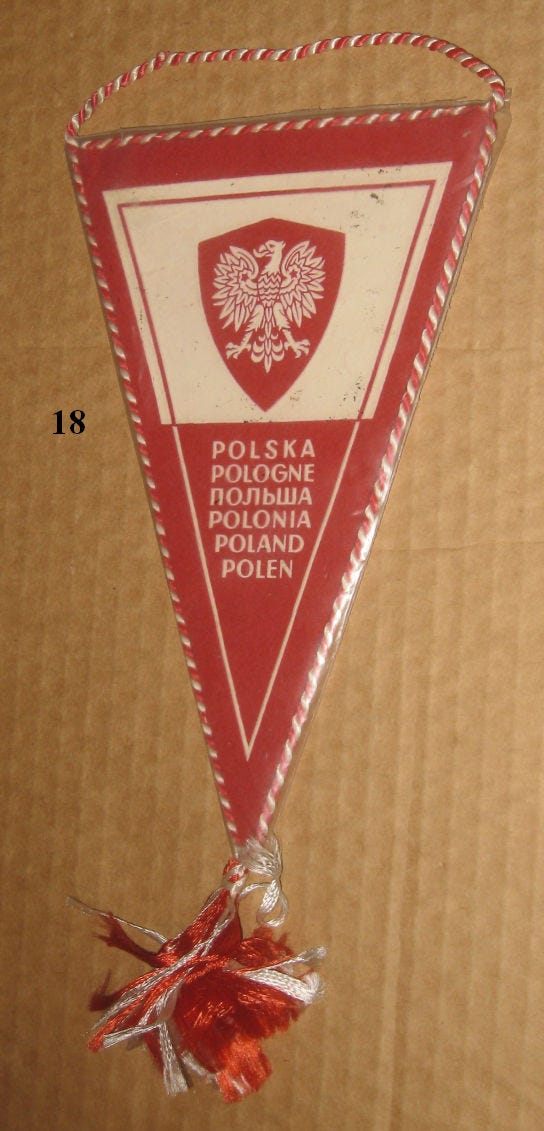 18
POLSKA
POLOGNE
ПОЛЬША
POLONIA
POLAND
POLEN